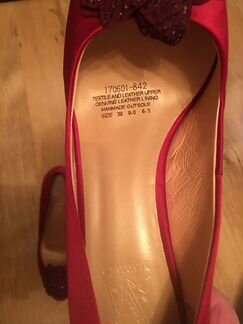 170601-842
TEXTILE AND LEATHER UPPER
GENUINE LEATHER LINING
MANMADE OUTSOLE
SIZE 39 9.0 6.5